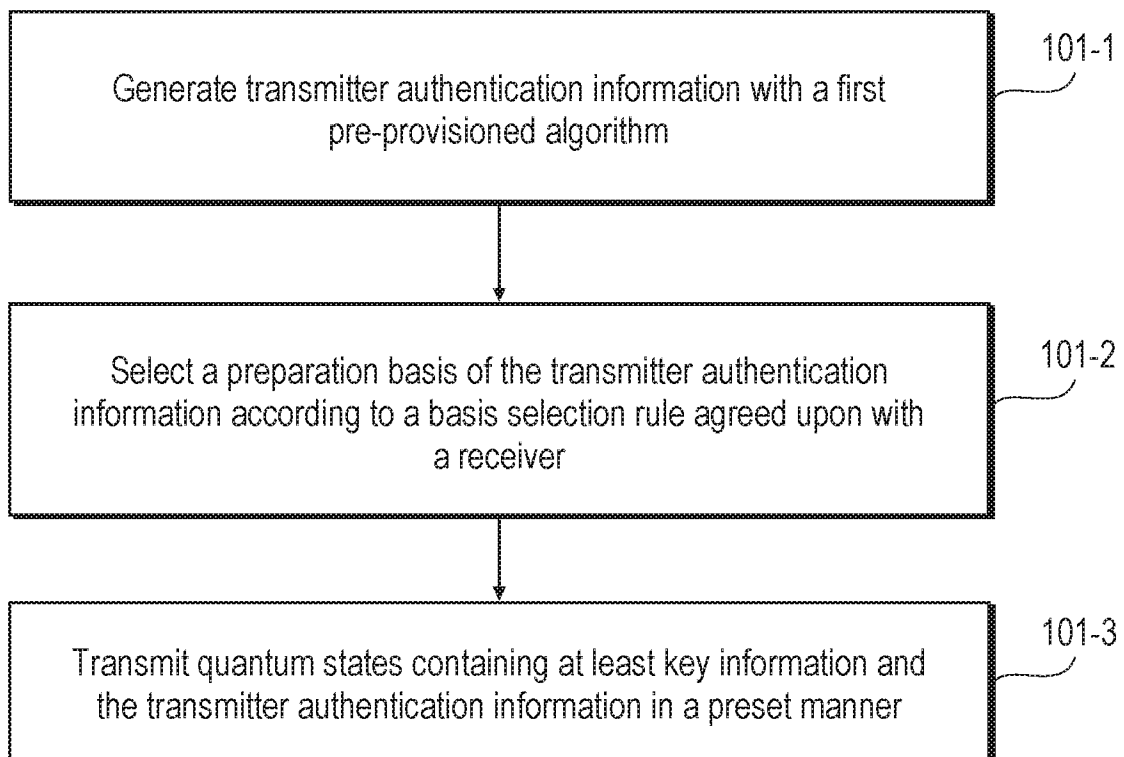 101-1
Generate transmitter authentication information with a first
pre-provisioned algorithm
101-2
Select a preparation basis of the transmitter authentication
information according to a basis selection rule agreed upon with
a receiver
101-3
Transmit quantum states containing at least key information and
the transmitter authentication information in a preset manner